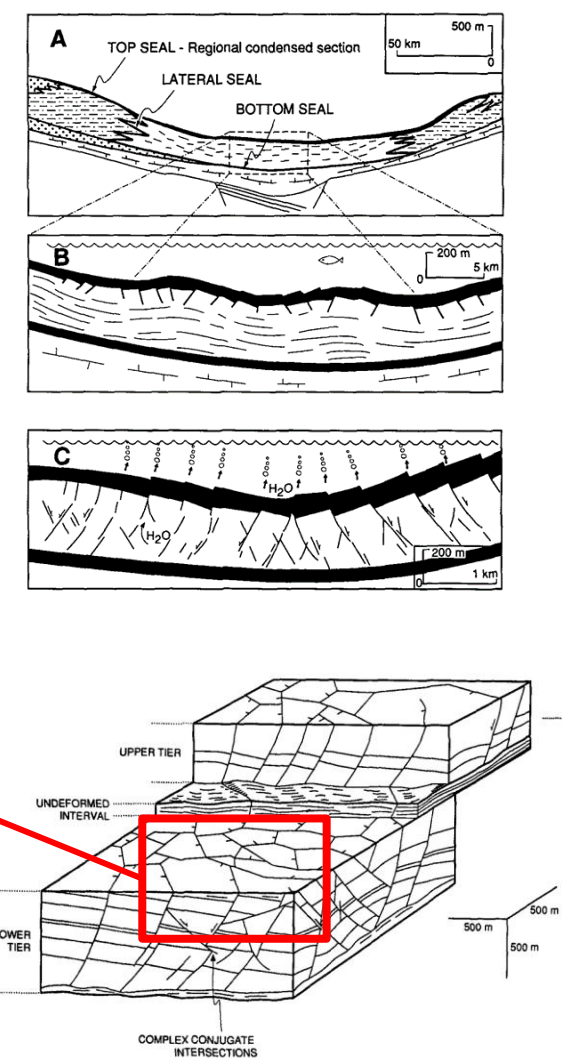 A
TOP SEAL - Regional condensed section
LATERAL SEAL
BOTTOM SEAL
500 m
50 km
0
B
200 m
0
5 km
C
H₂O
H₂O
200 m
0
1 km
UPPER TIER
UNDEFORMED
INTERVAL
OWER
TIER
500 m
500 m
500 m
COMPLEX CONJUGATE
INTERSECTIONS